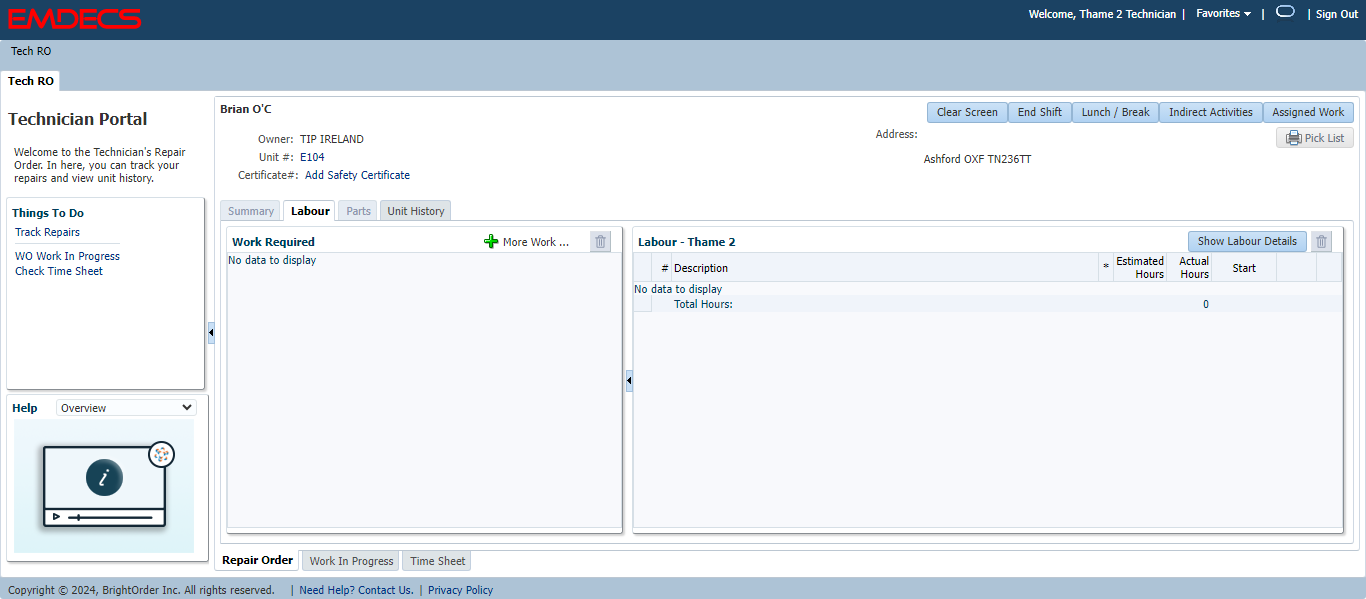 EMDECS
Welcome, Thame 2 Technician | Favorites | | Sign Out
Tech RO
Tech RO
Technician Portal
Welcome to the Technician's Repair
Order. In here, you can track your
repairs and view unit history.
Things To Do
Track Repairs
WO Work In Progress
Check Time Sheet
Help Overview
i
Brian O'C
Clear Screen End Shift Lunch / Break Indirect Activities Assigned Work
Pick List
Owner: TIP IRELAND
Unit #: E104
Certificate#: Add Safety Certificate
Address:
Ashford OXF TN236TT
Summary Labour Parts Unit History
Work Required More Work ...
No data to display
Labour - Thame 2 Show Labour Details
# Description * Estimated Hours Actual Hours Start
No data to display
Total Hours: 0
Repair Order Work In Progress Time Sheet
Copyright © 2024, BrightOrder Inc. All rights reserved. | Need Help? Contact Us. | Privacy Policy